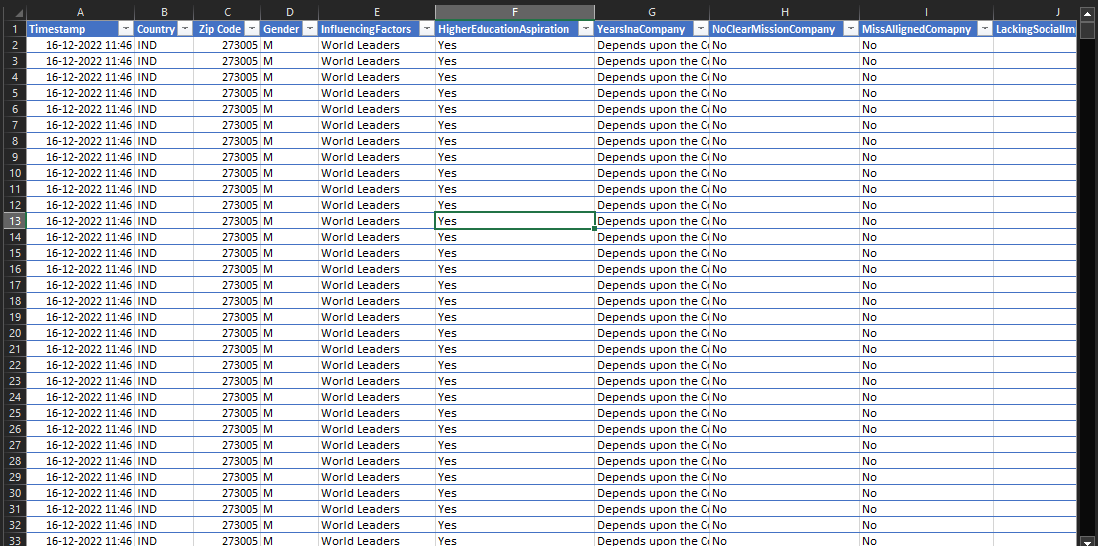 A B C D E F G H I J
1 Timestamp Country Zip Code Gender InfluencingFactors HigherEducationAspiration YearsInaCompany NoClearMissionCompany MissAllignedComapny LackingSocialIm
2 16-12-2022 11:46 IND 273005 M World Leaders Yes Depends upon the C No No
3 16-12-2022 11:46 IND 273005 M World Leaders Yes Depends upon the C No No
4 16-12-2022 11:46 IND 273005 M World Leaders Yes Depends upon the C No No
5 16-12-2022 11:46 IND 273005 M World Leaders Yes Depends upon the C No No
6 16-12-2022 11:46 IND 273005 M World Leaders Yes Depends upon the C No No
7 16-12-2022 11:46 IND 273005 M World Leaders Yes Depends upon the C No No
8 16-12-2022 11:46 IND 273005 M World Leaders Yes Depends upon the C No No
9 16-12-2022 11:46 IND 273005 M World Leaders Yes Depends upon the C No No
10 16-12-2022 11:46 IND 273005 M World Leaders Yes Depends upon the C No No
11 16-12-2022 11:46 IND 273005 M World Leaders Yes Depends upon the C No No
12 16-12-2022 11:46 IND 273005 M World Leaders Yes Depends upon the C No No
13 16-12-2022 11:46 IND 273005 M World Leaders Yes Depends upon the C No No
14 16-12-2022 11:46 IND 273005 M World Leaders Yes Depends upon the C No No
15 16-12-2022 11:46 IND 273005 M World Leaders Yes Depends upon the C No No
16 16-12-2022 11:46 IND 273005 M World Leaders Yes Depends upon the C No No
17 16-12-2022 11:46 IND 273005 M World Leaders Yes Depends upon the C No No
18 16-12-2022 11:46 IND 273005 M World Leaders Yes Depends upon the C No No
19 16-12-2022 11:46 IND 273005 M World Leaders Yes Depends upon the C No No
20 16-12-2022 11:46 IND 273005 M World Leaders Yes Depends upon the C No No
21 16-12-2022 11:46 IND 273005 M World Leaders Yes Depends upon the C No No
22 16-12-2022 11:46 IND 273005 M World Leaders Yes Depends upon the C No No
23 16-12-2022 11:46 IND 273005 M World Leaders Yes Depends upon the C No No
24 16-12-2022 11:46 IND 273005 M World Leaders Yes Depends upon the C No No
25 16-12-2022 11:46 IND 273005 M World Leaders Yes Depends upon the C No No
26 16-12-2022 11:46 IND 273005 M World Leaders Yes Depends upon the C No No
27 16-12-2022 11:46 IND 273005 M World Leaders Yes Depends upon the C No No
28 16-12-2022 11:46 IND 273005 M World Leaders Yes Depends upon the C No No
29 16-12-2022 11:46 IND 273005 M World Leaders Yes Depends upon the C No No
30 16-12-2022 11:46 IND 273005 M World Leaders Yes Depends upon the C No No
31 16-12-2022 11:46 IND 273005 M World Leaders Yes Depends upon the C No No
32 16-12-2022 11:46 IND 273005 M World Leaders Yes Depends upon the C No No
33 16-12-2022 11:46 IND 273005 M World Leaders Yes Depends upon the C No No